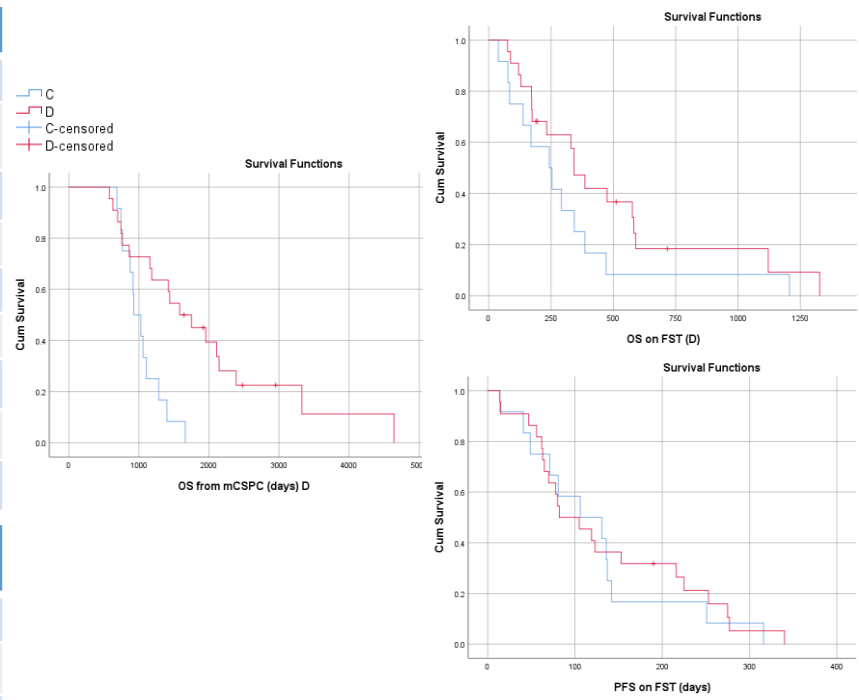 C
D
C-censored
D-censored
Survival Functions
1.0
0.8
0.6
0.4
0.2
0.0
Cum Survival
0 1000 2000 3000 4000 5000
OS from mCSPC (days) D
Survival Functions
1.0
0.8
0.6
0.4
0.2
0.0
Cum Survival
0 250 500 750 1000 1250
OS on FST (D)
Survival Functions
1.0
0.8
0.6
0.4
0.2
0.0
Cum Survival
0 100 200 300 400
PFS on FST (days)